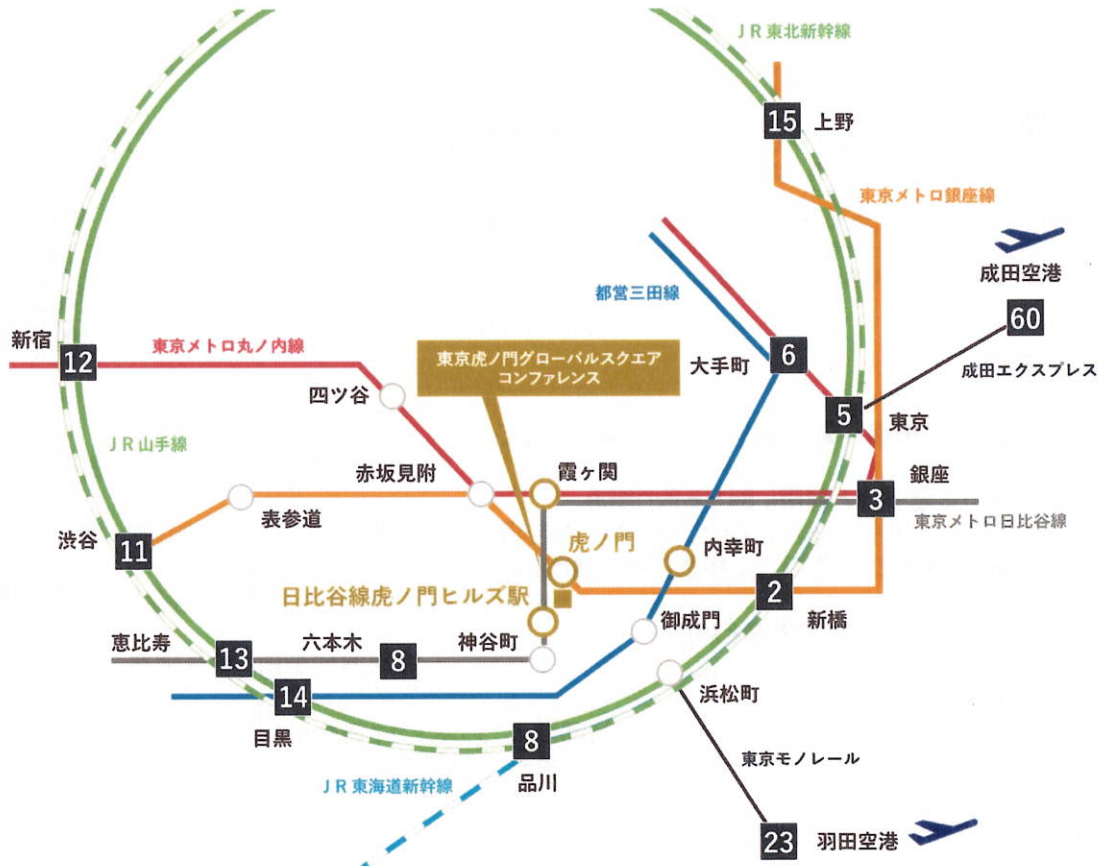 JR東北新幹線
15
上野
東京メトロ銀座線
成田空港
60
成田エクスプレス
都営三田線
新宿
12
東京メトロ丸ノ内線
東京虎ノ門グローバルスクエア
コンファレンス
大手町
6
四ツ谷
5
東京
JR山手線
赤坂見附
霞ヶ関
銀座
3
東京メトロ日比谷線
表参道
渋谷
11
虎ノ門
内幸町
日比谷線虎ノ門ヒルズ駅
2
新橋
御成門
恵比寿
13
六本木
8
神谷町
14
目黒
浜松町
8
品川
JR東海道新幹線
東京モノレール
23
羽田空港